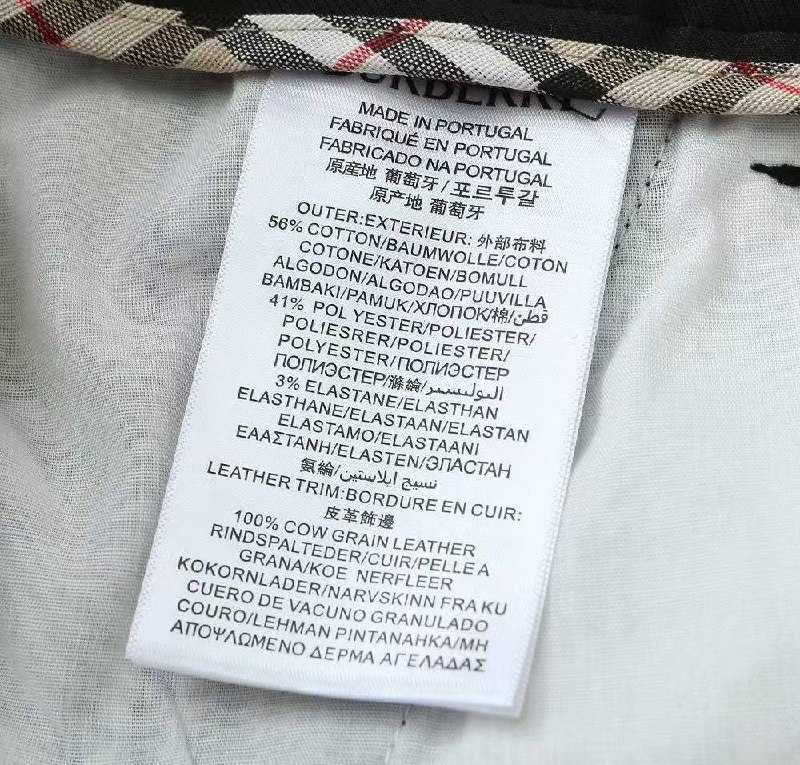 BURBERRY
MADE IN PORTUGAL
FABRIQUÉ EN PORTUGAL
FABRICADO NA PORTUGAL
原産地 葡萄牙/포르투갈
原产地 葡萄牙
OUTER:EXTERIEUR: 外部布料
56% COTTON/BAUMWOLLE/COTON
COTONE/KATOEN/BOMULL
ALGODON/ALGODAO/PUUVILLA
BAMBAKI/PAMUK/ХЛОПОК/棉/قطن
41% POLYESTER/POLIESTER/
POLIESRER/POLIESTER/
POLYESTER/ПОЛИЭСТЕР
ПОЛИЭСТЕР/滌綸/البوليستر
3% ELASTANE/ELASTHAN
ELASTHANE/ELASTAAN/ELASTAN
ELASTAMO/ELASTAANI
ΕΛΑΣΤΑΝΗ/ELASTEN/ЭЛАСТАН
氨綸/نسيج ابلاستين
LEATHER TRIM:BORDURE EN CUIR:
皮革飾邊
100% COW GRAIN LEATHER
RINDSPALTEDER/CUIR/PELLE A
GRANA/KOE NERFLEER
KOKORNLADER/NARVSKINN FRA KU
CUERO DE VACUNO GRANULADO
COURO/LEHMAN PINTANAHKA/MH
ΑΠΟΨΛΩΜΕΝΟ ΔΕΡΜΑ ΑΓΕΛΑΔΑΣ